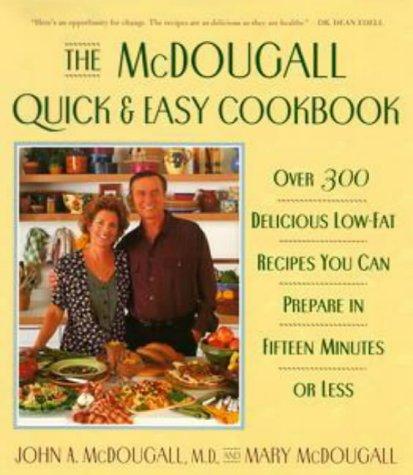 "Here's an opportunity for change. The recipes are as delicious as they are healthy." –DR. DEAN EDELL
THE MCDOUGALL
QUICK & EASY COOKBOOK
OVER 300
DELICIOUS LOW-FAT
RECIPES YOU CAN
PREPARE IN
FIFTEEN MINUTES
OR LESS
JOHN A. MCDOUGALL, M.D. AND MARY MCDOUGALL